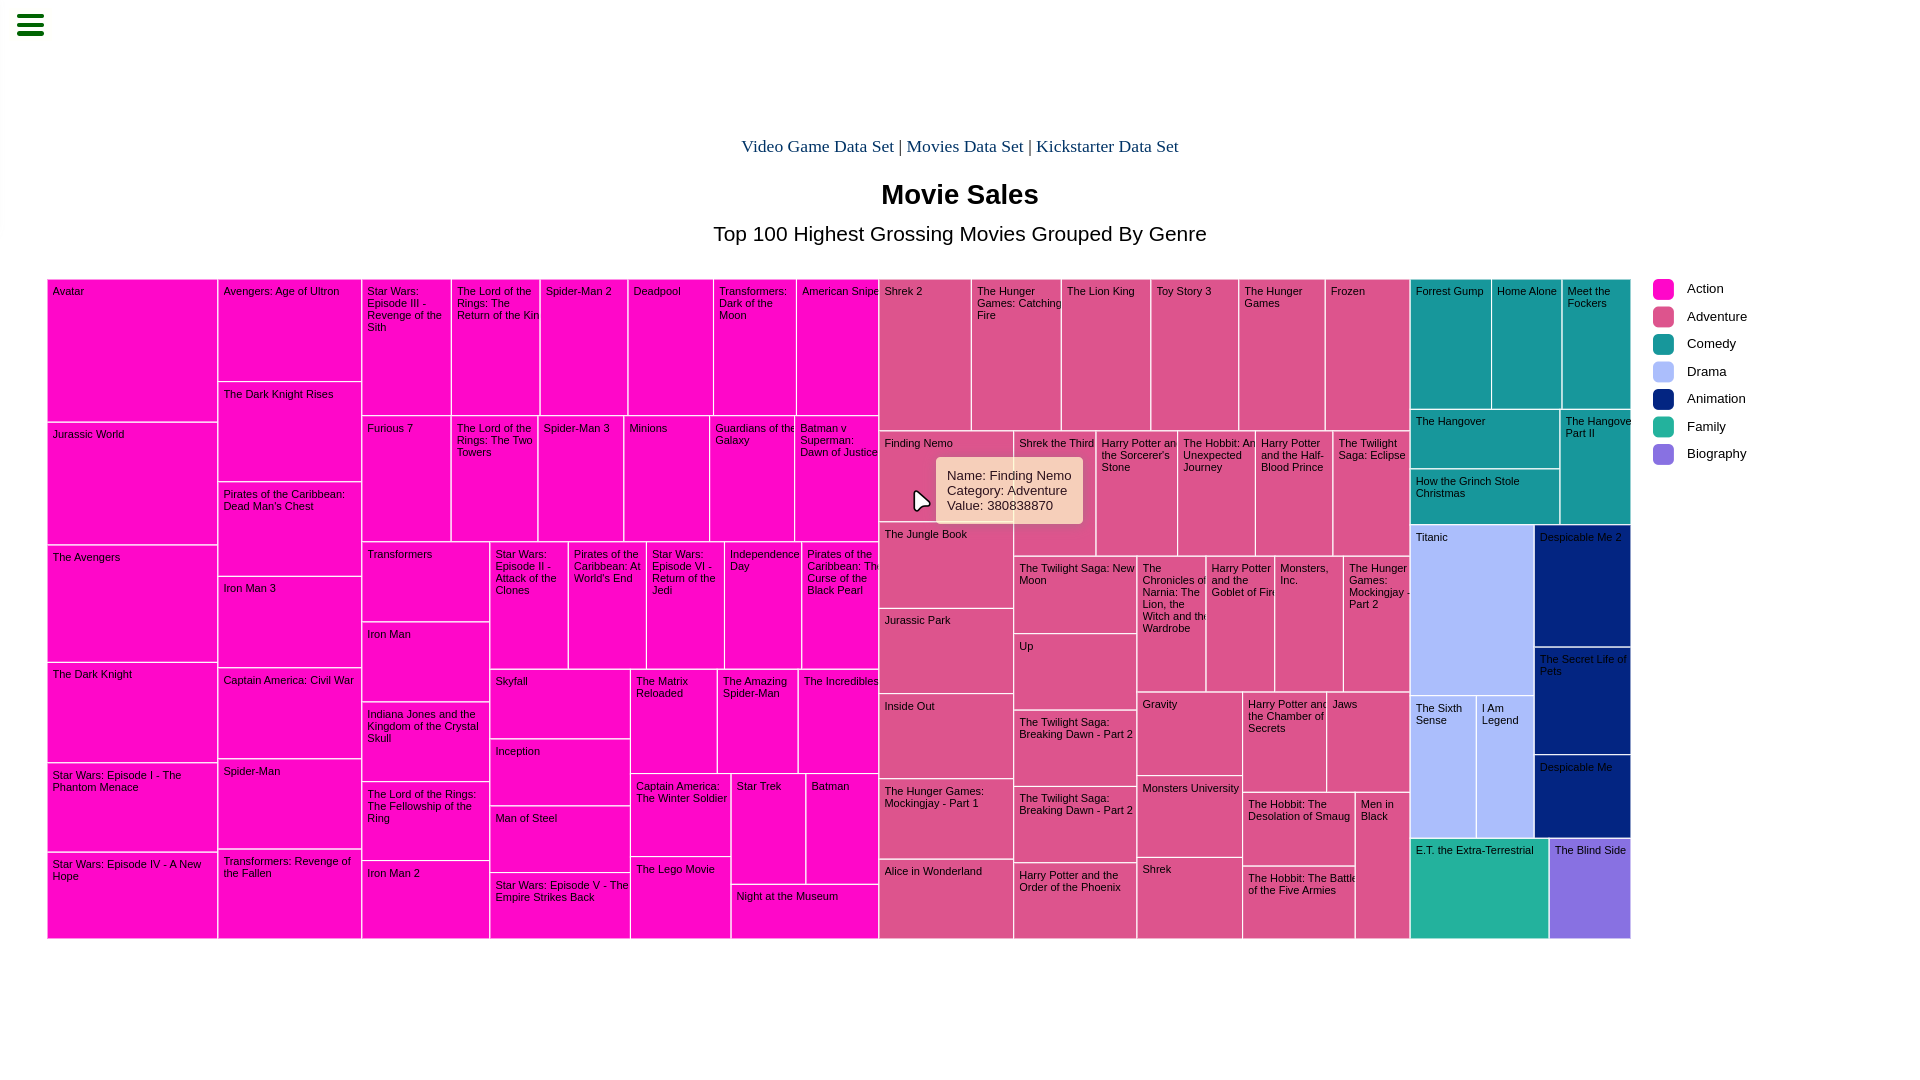 Video Game Data Set | Movies Data Set | Kickstarter Data Set
Movie Sales
Top 100 Highest Grossing Movies Grouped By Genre
Avatar
Jurassic World
The Avengers
The Dark Knight
Star Wars: Episode I - The
Phantom Menace
Star Wars: Episode IV - A New
Hope
Avengers: Age of Ultron
The Dark Knight Rises
Pirates of the Caribbean:
Dead Man's Chest
Iron Man 3
Captain America: Civil War
Spider-Man
Transformers: Revenge of
the Fallen
Star Wars:
Episode III -
Revenge of the
Sith
The Lord of the
Rings: The
Return of the Kin
Spider-Man 2
Deadpool
Transformers:
Dark of the
Moon
American Snipe
Furious 7
The Lord of the
Rings: The Two
Towers
Spider-Man 3
Minions
Guardians of the
Galaxy
Batman v
Superman:
Dawn of Justice
Transformers
Iron Man
Indiana Jones and the
Kingdom of the Crystal
Skull
The Lord of the Rings:
The Fellowship of the
Ring
Iron Man 2
Star Wars:
Episode II -
Attack of the
Clones
Pirates of the
Caribbean: At
World's End
Star Wars:
Episode VI -
Return of the
Jedi
Independence
Day
Pirates of the
Caribbean: Th
Curse of the
Black Pearl
Skyfall
Inception
Man of Steel
Star Wars: Episode V - The
Empire Strikes Back
The Matrix
Reloaded
The Amazing
Spider-Man
The Incredibles
Captain America:
The Winter Soldier
The Lego Movie
Star Trek
Batman
Night at the Museum
Shrek 2
The Hunger
Games: Catching
Fire
The Lion King
Toy Story 3
The Hunger
Games
Frozen
Finding Nemo
The Jungle Book
Jurassic Park
Inside Out
The Hunger Games:
Mockingjay - Part 1
Alice in Wonderland
Shrek the Third
Harry Potter an
the Sorcerer's
Stone
The Hobbit: An
Unexpected
Journey
Harry Potter
and the Half-
Blood Prince
The Twilight
Saga: Eclipse
Name: Finding Nemo
Category: Adventure
Value: 380838870
The Twilight Saga: New
Moon
Up
The Twilight Saga:
Breaking Dawn - Part 2
The Twilight Saga:
Breaking Dawn - Part 2
Harry Potter and the
Order of the Phoenix
The
Chronicles of
Narnia: The
Lion, the
Witch and the
Wardrobe
Harry Potter
and the
Goblet of Fire
Monsters,
Inc.
The Hunger
Games:
Mockingjay -
Part 2
Gravity
Monsters University
Shrek
Harry Potter and
the Chamber of
Secrets
Jaws
The Hobbit: The
Desolation of Smaug
The Hobbit: The Battle
of the Five Armies
Men in
Black
Forrest Gump
Home Alone
Meet the
Fockers
The Hangover
How the Grinch Stole
Christmas
The Hangove
Part II
Titanic
The Sixth
Sense
I Am
Legend
Despicable Me 2
The Secret Life of
Pets
Despicable Me
E.T. the Extra-Terrestrial
The Blind Side
Action
Adventure
Comedy
Drama
Animation
Family
Biography